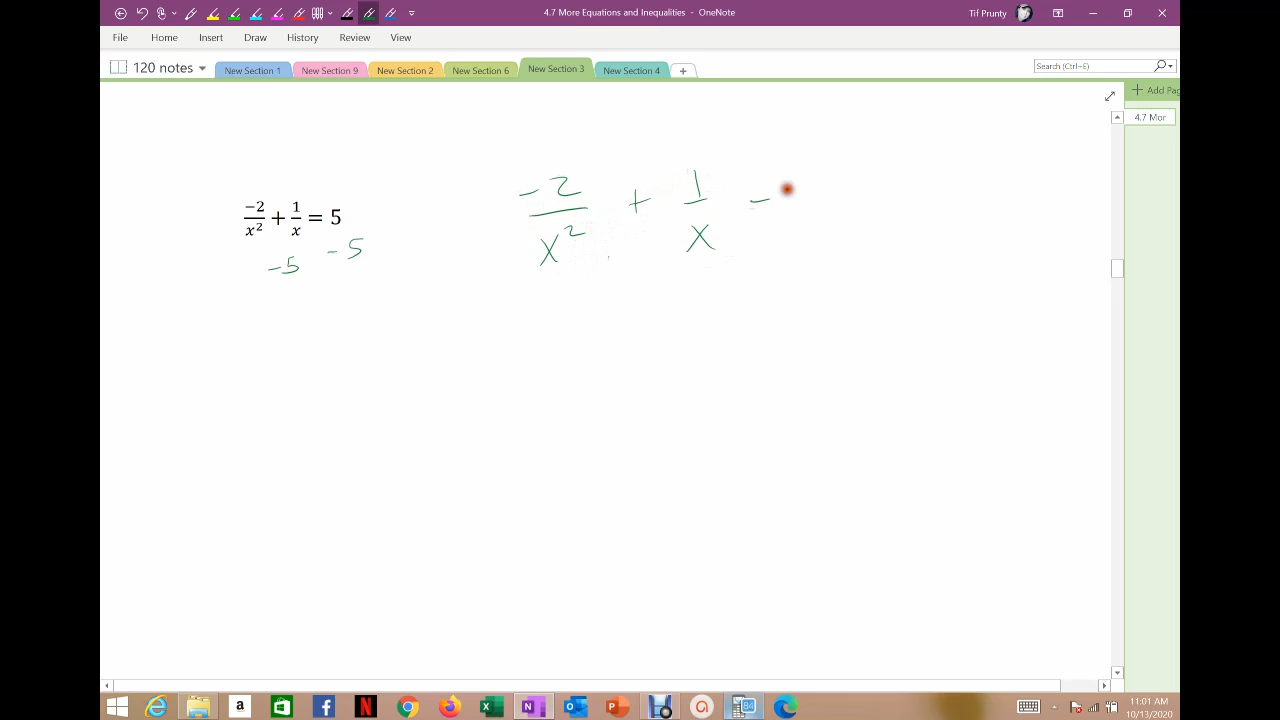 4.7 More Equations and Inequalities - OneNote
Tif Prunty
File Home Insert Draw History Review View
120 notes
New Section 1 New Section 9 New Section 2 New Section 6 New Section 3 New Section 4 +
Search (Ctrl+E)
+ Add Pag
4.7 Mor
-2/x² + 1/x = 5
-5 -5
-2/x² + 1/x -
11:01 AM
10/13/2020